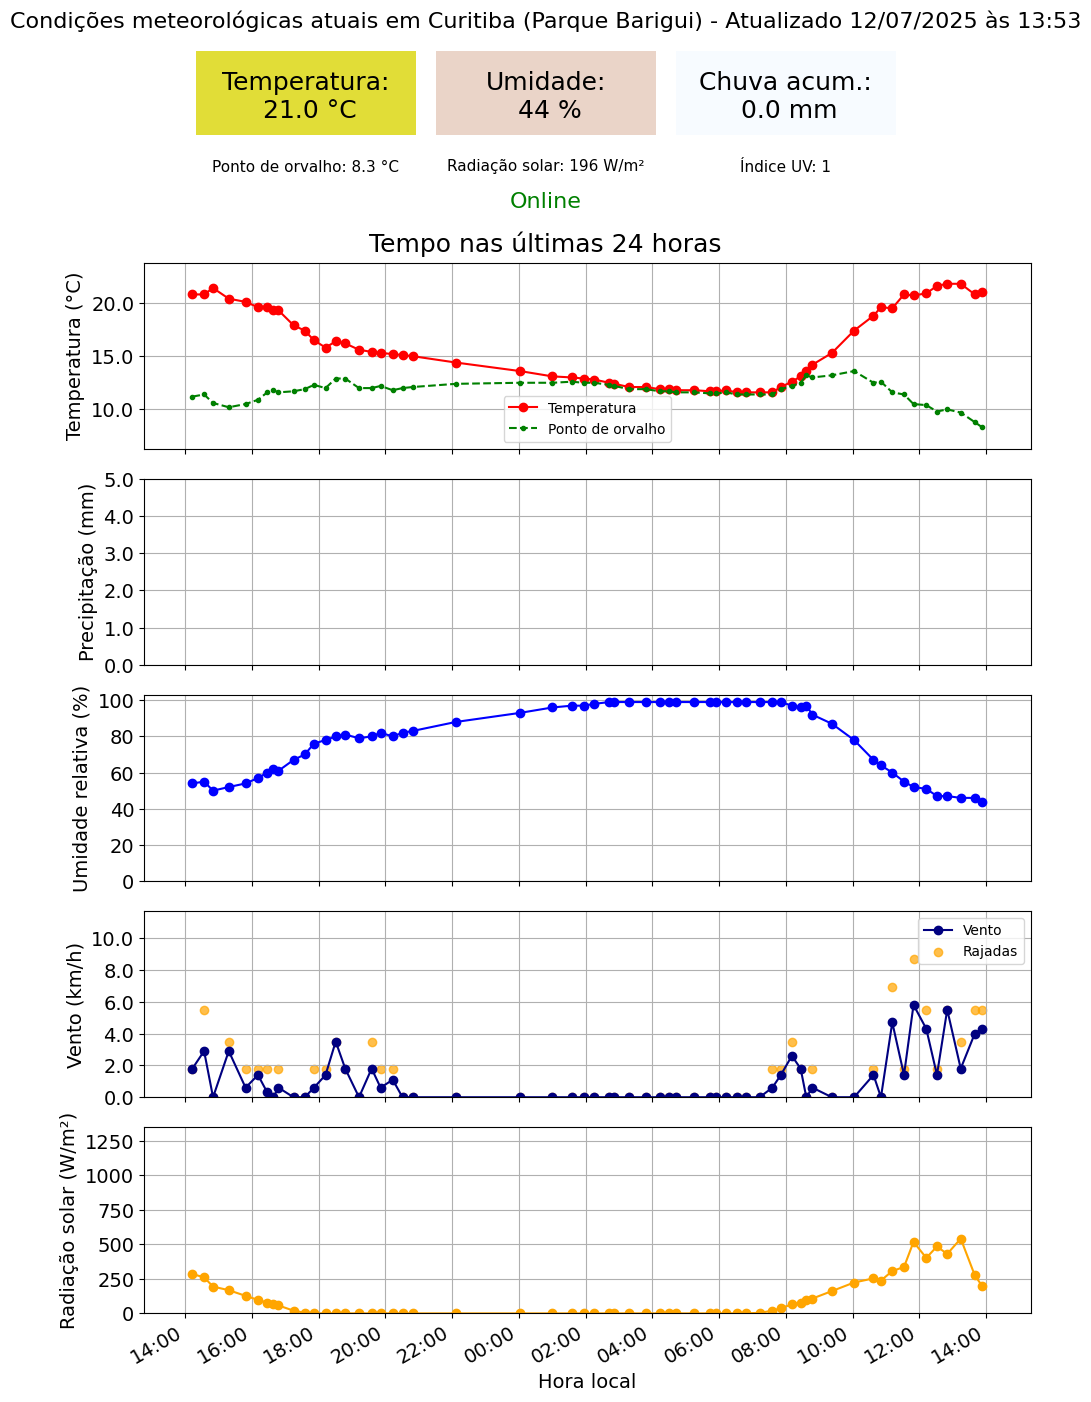 Condições meteorológicas atuais em Curitiba (Parque Barigui) - Atualizado 12/07/2025 às 13:53
Temperatura:
21.0 °C
Umidade:
44 %
Chuva acum.:
0.0 mm
Ponto de orvalho: 8.3 °C
Radiação solar: 196 W/m²
Índice UV: 1
Online
Tempo nas últimas 24 horas
Temperatura (°C)
20.0
15.0
10.0
Temperatura
Ponto de orvalho
Precipitação (mm)
5.0
4.0
3.0
2.0
1.0
0.0
Umidade relativa (%)
100
80
60
40
20
0
Vento (km/h)
10.0
8.0
6.0
4.0
2.0
0.0
Vento
Rajadas
Radiação solar (W/m²)
1250
1000
750
500
250
0
14:00
16:00
18:00
20:00
22:00
00:00
02:00
04:00
06:00
08:00
10:00
12:00
14:00
Hora local